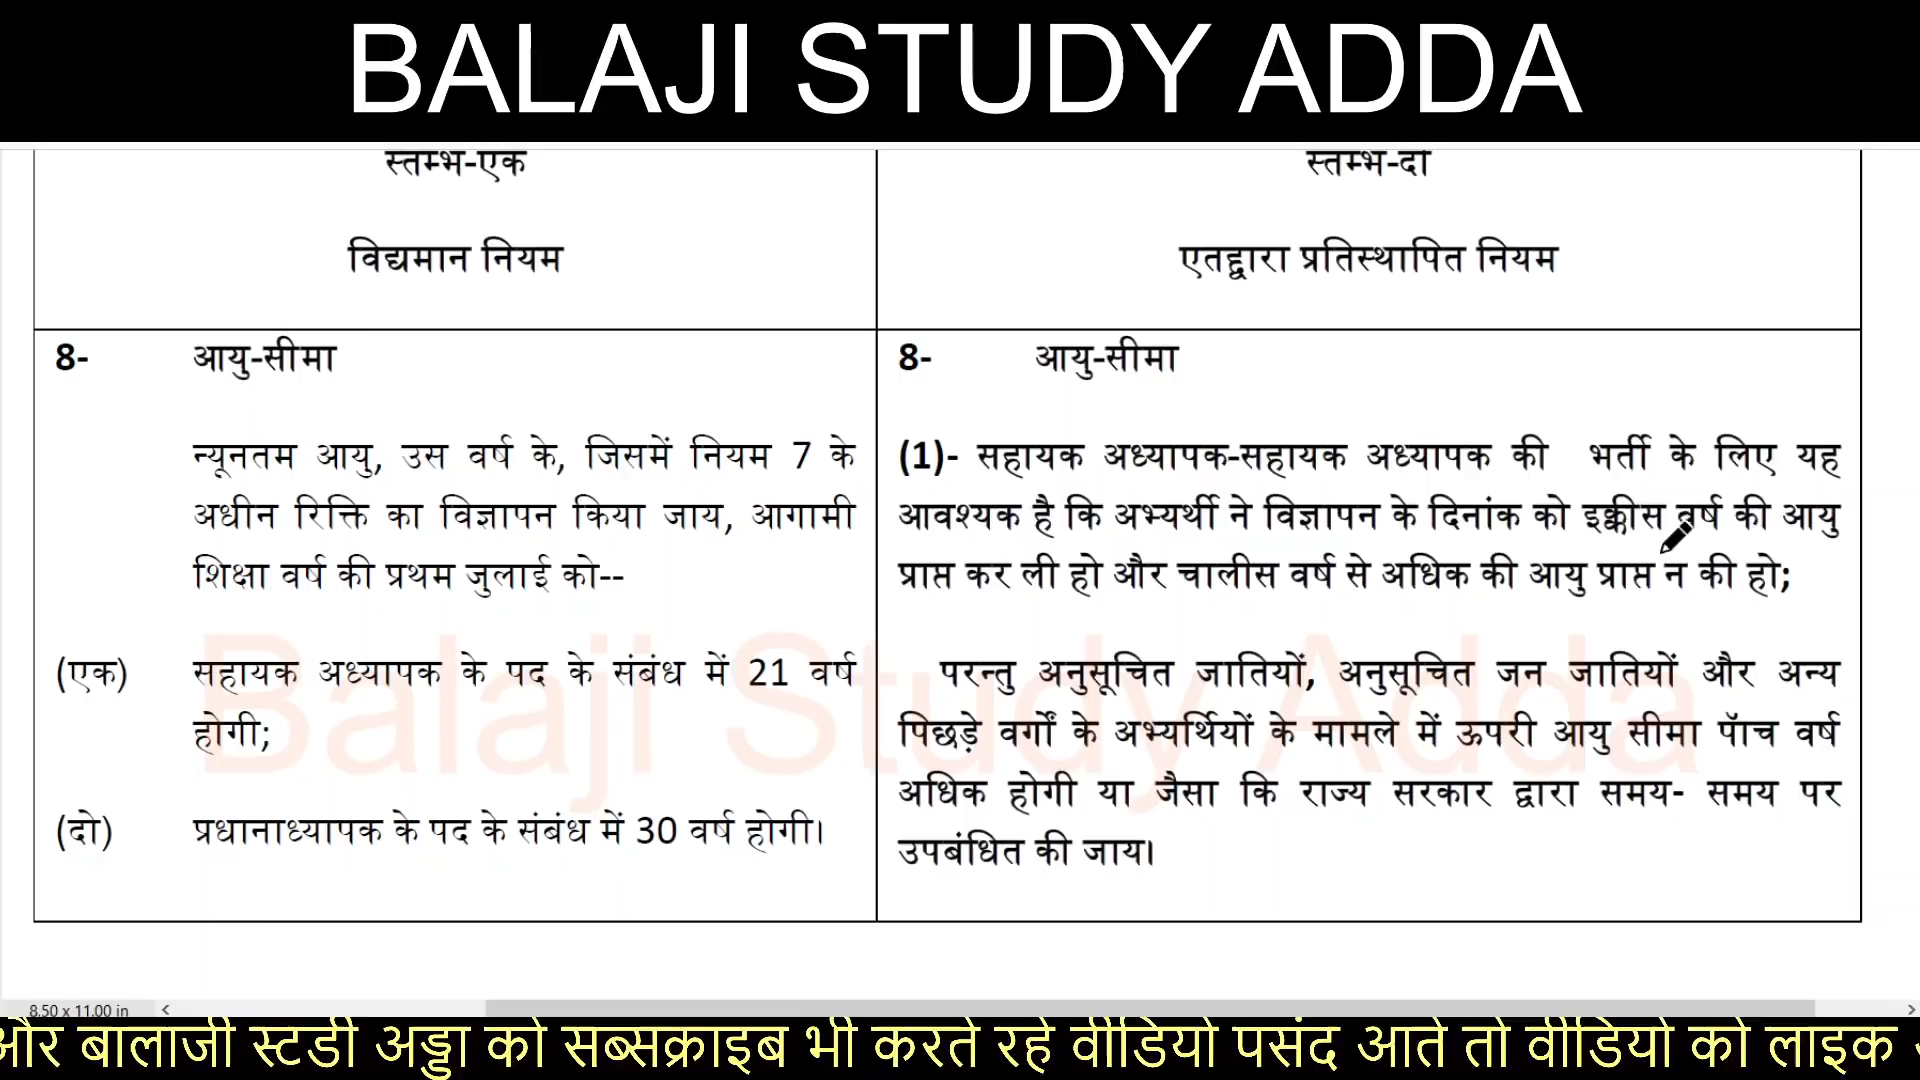 BALAJI STUDY ADDA
स्तम्भ-एक
स्तम्भ-दो
विद्यमान नियम
एतद्वारा प्रतिस्थापित नियम
8- आयु-सीमा
न्यूनतम आयु, उस वर्ष के, जिसमें नियम 7 के
अधीन रिक्ति का विज्ञापन किया जाय, आगामी
शिक्षा वर्ष की प्रथम जुलाई को--
(एक) सहायक अध्यापक के पद के संबंध में 21 वर्ष
होगी;
(दो) प्रधानाध्यापक के पद के संबंध में 30 वर्ष होगी।
8- आयु-सीमा
(1)- सहायक अध्यापक-सहायक अध्यापक की भर्ती के लिए यह
आवश्यक है कि अभ्यर्थी ने विज्ञापन के दिनांक को इक्कीस वर्ष की आयु
प्राप्त कर ली हो और चालीस वर्ष से अधिक की आयु प्राप्त न की हो;
परन्तु अनुसूचित जातियों, अनुसूचित जन जातियों और अन्य
पिछड़े वर्गों के अभ्यर्थियों के मामले में ऊपरी आयु सीमा पॅाच वर्ष
अधिक होगी या जैसा कि राज्य सरकार द्वारा समय- समय पर
उपबंधित की जाय।
Balaji Study Adda
8.50 x 11.00 in
और बालाजी स्टडी अड्डा को सब्सक्राइब भी करते रहे वीडियो पसंद आते तो वीडियो को लाइक